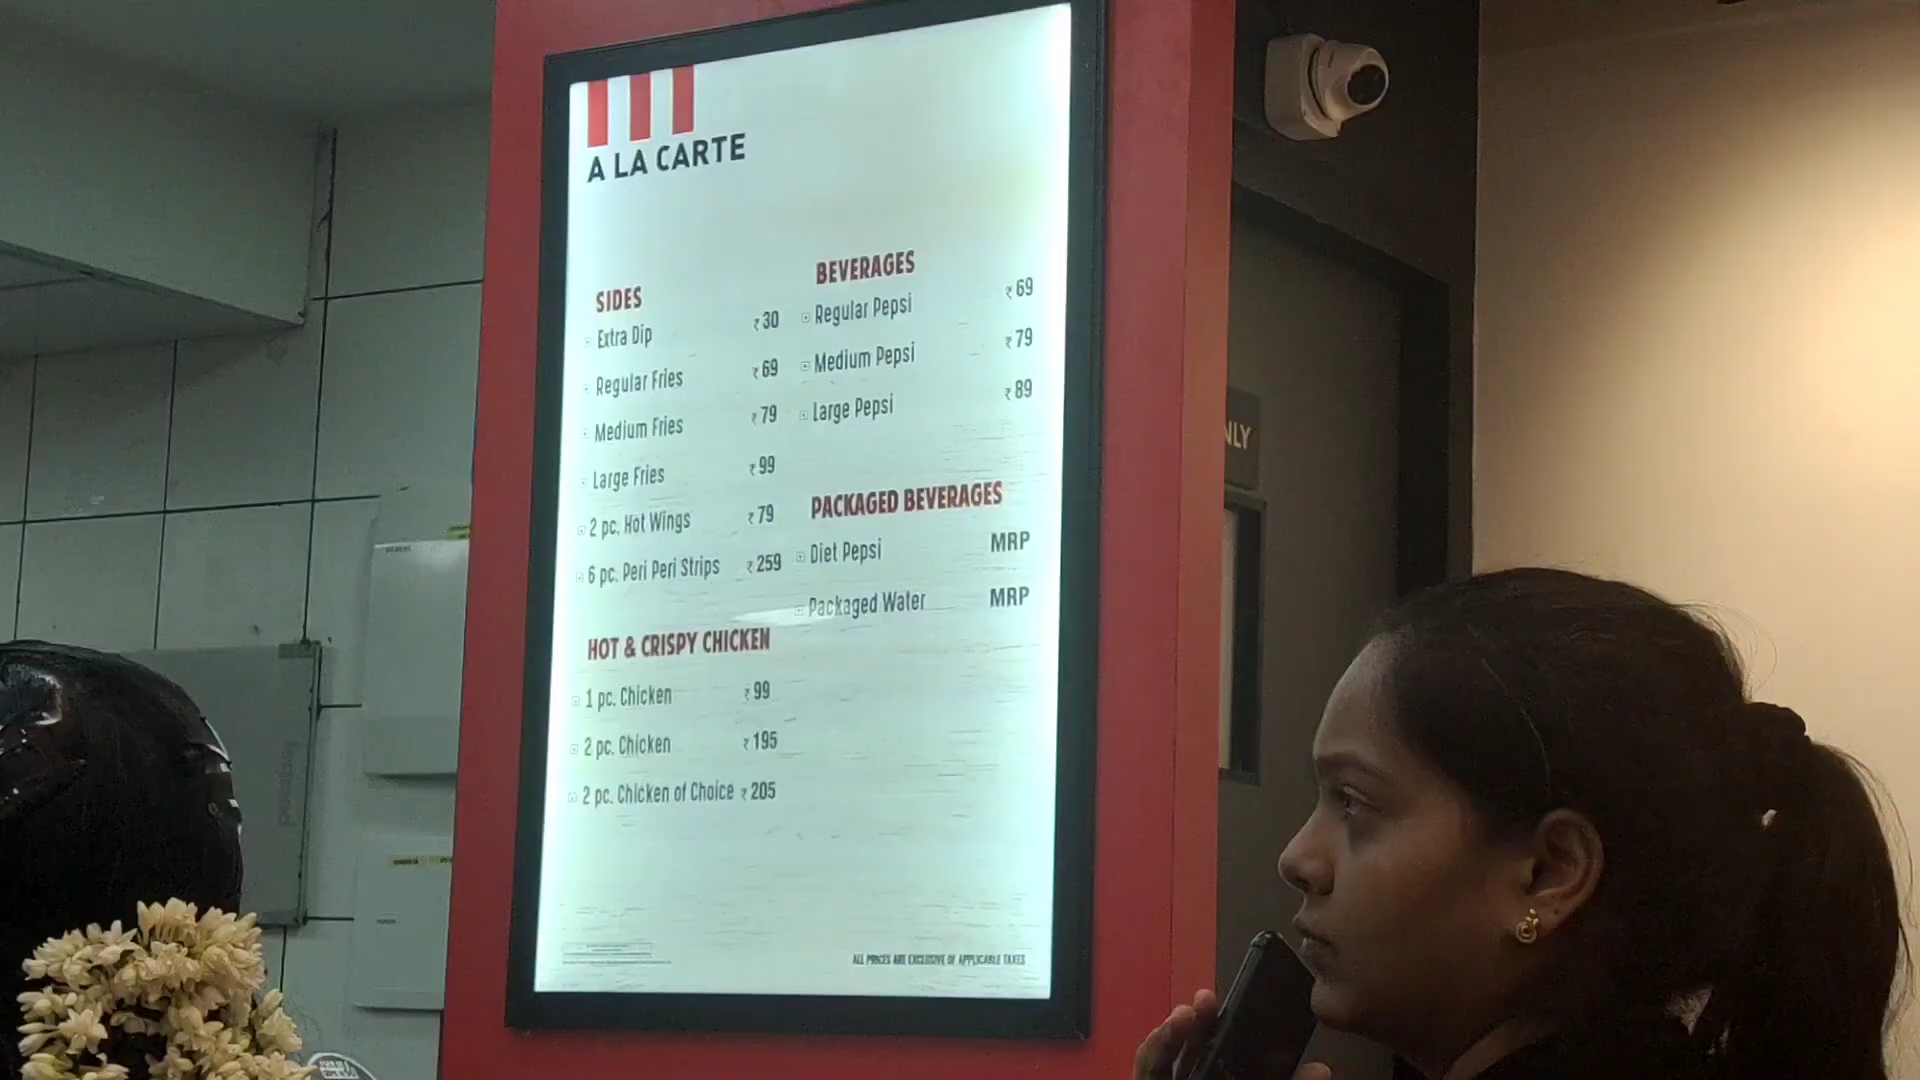 A LA CARTE
SIDES
Extra Dip ₹30
Regular Fries ₹69
Medium Fries ₹79
Large Fries ₹99
2 pc. Hot Wings ₹79
6 pc. Peri Peri Strips ₹259
HOT & CRISPY CHICKEN
1 pc. Chicken ₹99
2 pc. Chicken ₹195
2 pc. Chicken of Choice ₹205
BEVERAGES
Regular Pepsi ₹69
Medium Pepsi ₹79
Large Pepsi ₹89
PACKAGED BEVERAGES
Diet Pepsi MRP
Packaged Water MRP
ALL PRICES ARE EXCLUSIVE OF APPLICABLE TAXES
NLY